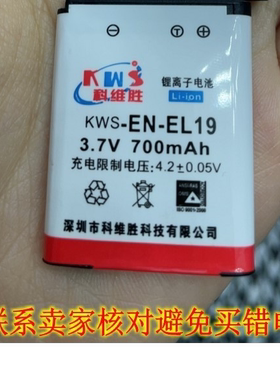 KWS
科维胜
锂离子电池
Li-ipn
KWS-EN-EL19
3.7V 700mAh
充电限制电压:4.2±0.05V
深圳市科维胜科技有限公司
联系卖家核对避免买错电